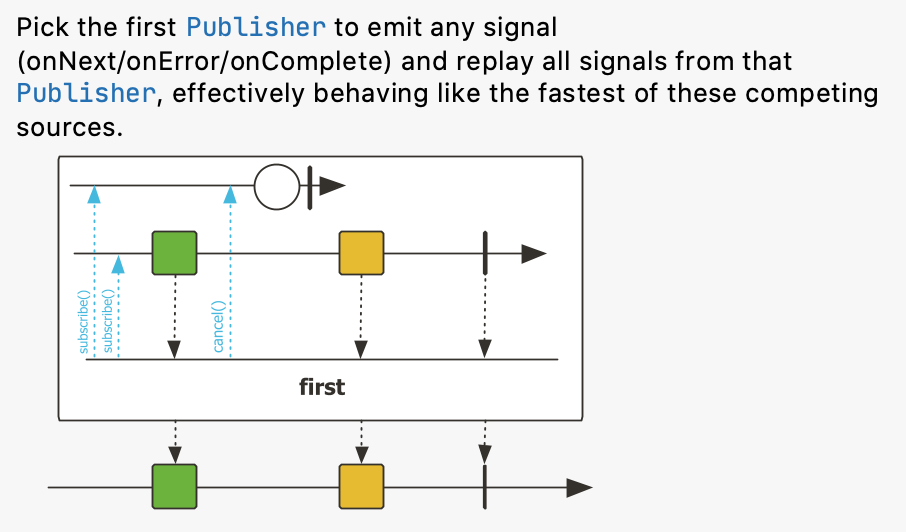 Pick the first Publisher to emit any signal
(onNext/onError/onComplete) and replay all signals from that
Publisher, effectively behaving like the fastest of these competing
sources.
subscribe()
subscribe()
cancel()
first